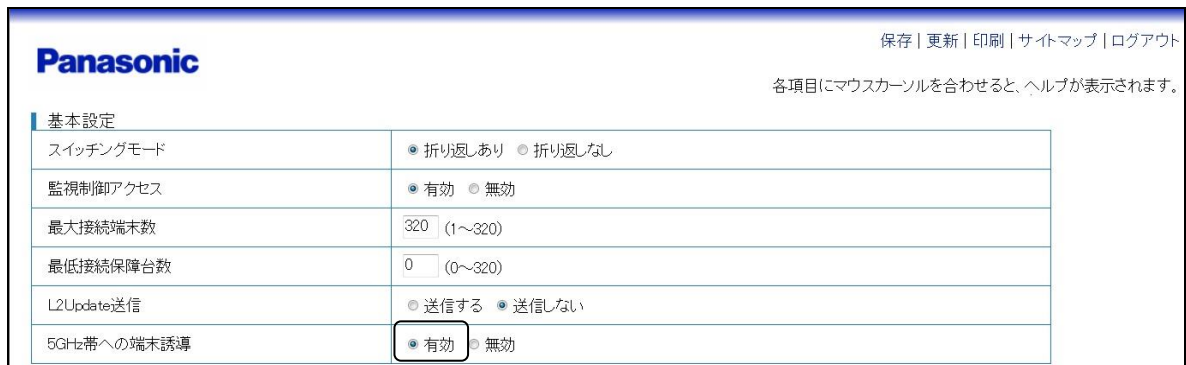 保存 | 更新 | 印刷 | サイトマップ | ログアウト
Panasonic
各項目にマウスカーソルを合わせると、ヘルプが表示されます。
基本設定
スイッチングモード 折り返しあり 折り返しなし
監視制御アクセス 有効 無効
最大接続端末数 320 (1～320)
最低接続保障台数 0 (0～320)
L2Update送信 送信する 送信しない
5GHz帯への端末誘導 有効 無効